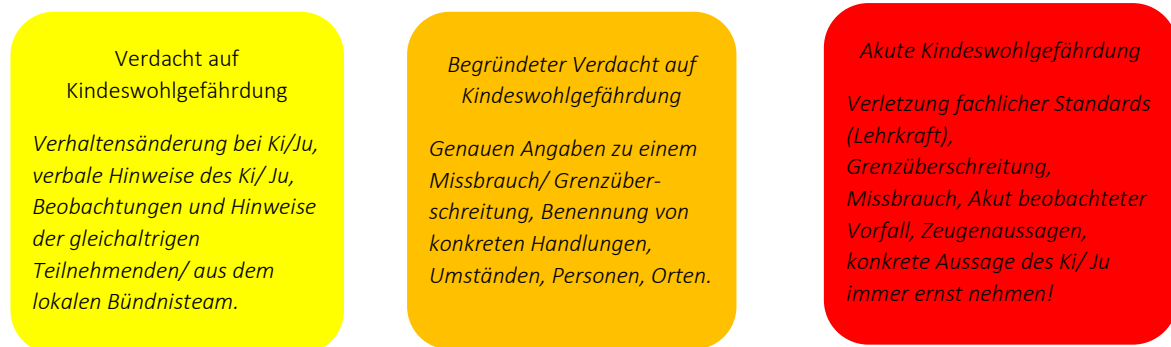 Verdacht auf
Kindeswohlgefährdung
Verhaltensänderung bei Ki/Ju,
verbale Hinweise des Ki/ Ju,
Beobachtungen und Hinweise
der gleichaltrigen
Teilnehmenden/ aus dem
lokalen Bündnisteam.
Begründeter Verdacht auf
Kindeswohlgefährdung
Genauen Angaben zu einem
Missbrauch/ Grenzüber-
schreitung, Benennung von
konkreten Handlungen,
Umständen, Personen, Orten.
Akute Kindeswohlgefährdung
Verletzung fachlicher Standards
(Lehrkraft),
Grenzüberschreitung,
Missbrauch, Akut beobachteter
Vorfall, Zeugenaussagen,
konkrete Aussage des Ki/ Ju
immer ernst nehmen!